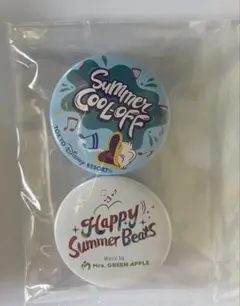 Summer
COOL-OFF
TOKYO Disney RESORT®
Happy
Summer Beats
Music by
Mrs. GREEN APPLE